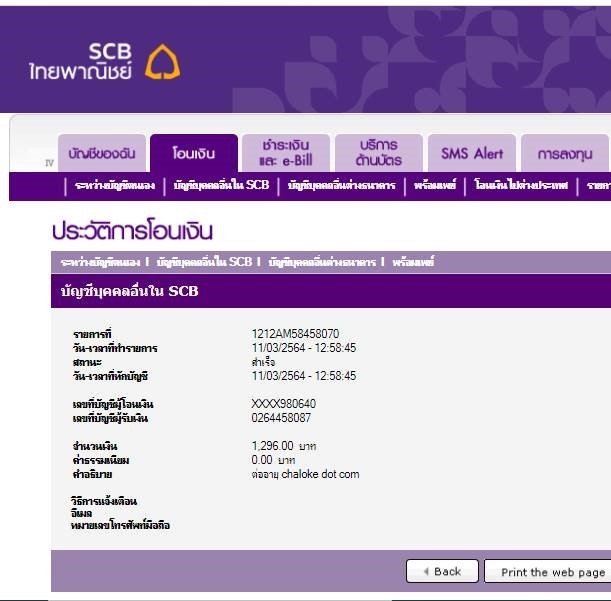 SCB
ไทยพาณิชย์
IV
บัญชีของฉัน
โอนเงิน
ชำระเงิน
และ e-Bill
บริการ
ด้านบัตร
SMS Alert
การลงทุน
ระหว่างบัญชีตนเอง | บัญชีบุคคลอื่นใน SCB | บัญชีบุคคลอื่นต่างธนาคาร | พร้อมเพย์ | โอนเงินไปต่างประเทศ |
ประวัติการโอนเงิน
ระหว่างบัญชีตนเอง | บัญชีบุคคลอื่นใน SCB | บัญชีบุคคลอื่นต่างธนาคาร | พร้อมเพย์
บัญชีบุคคลอื่นใน SCB
รายการที่ 1212AM58458070
วัน-เวลาที่ทำรายการ 11/03/2564 - 12:58:45
สถานะ สำเร็จ
วัน-เวลาที่หักบัญชี 11/03/2564 - 12:58:45
เลขที่บัญชีผู้โอนเงิน XXXX980640
เลขที่บัญชีผู้รับเงิน 0264458087
จำนวนเงิน 1,296.00 บาท
ค่าธรรมเนียม 0.00 บาท
คำอธิบาย ต่ออายุ chaloke dot com
วิธีการแจ้งเตือน
อีเมล
หมายเลขโทรศัพท์มือถือ
Back
Print the web page